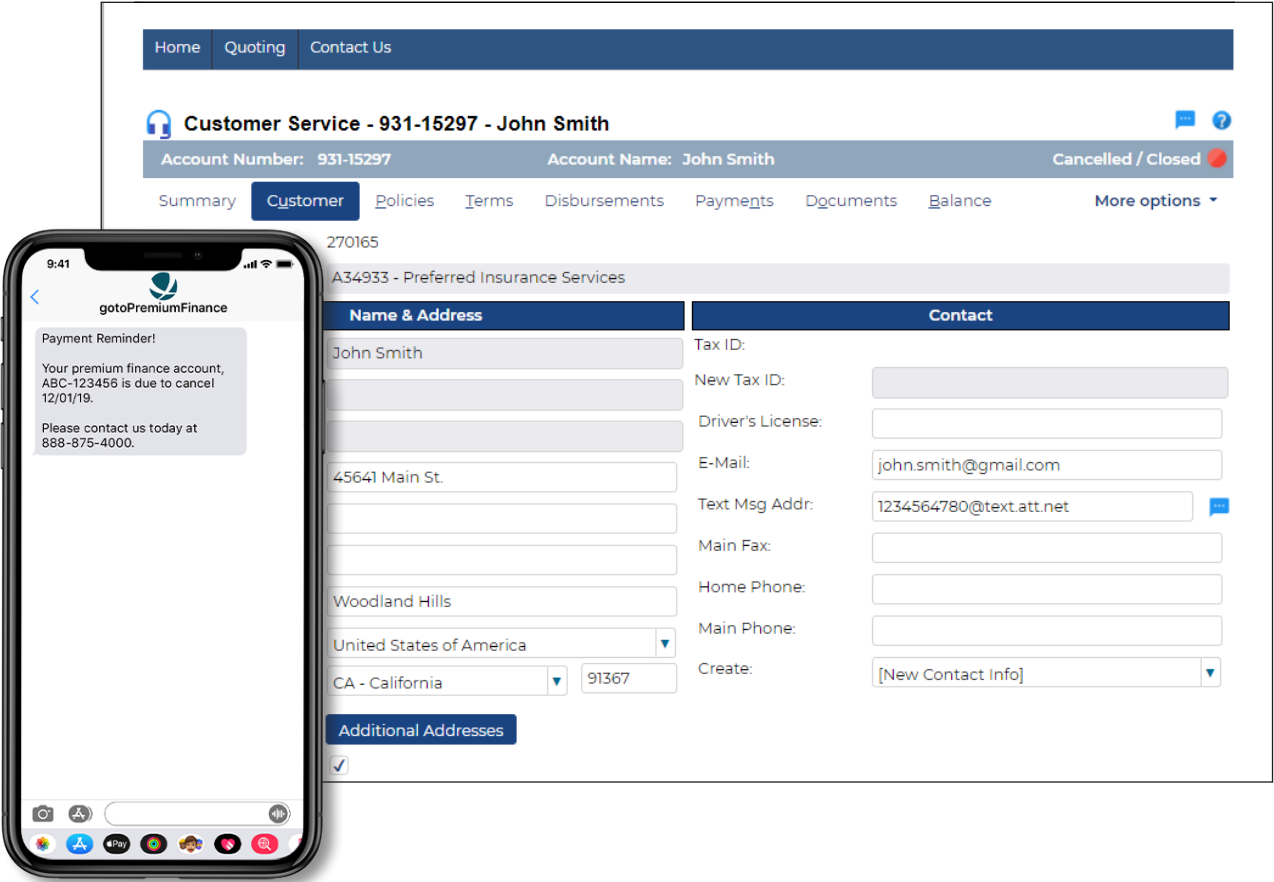 Home Quoting Contact Us
Customer Service - 931-15297 - John Smith
Account Number: 931-15297 Account Name: John Smith Cancelled / Closed
Summary Customer Policies Terms Disbursements Payments Documents Balance More options
270165
A34933 - Preferred Insurance Services
Name & Address
John Smith
45641 Main St.
Woodland Hills
United States of America
CA - California 91367
Additional Addresses
Contact
Tax ID:
New Tax ID:
Driver's License:
E-Mail: john.smith@gmail.com
Text Msg Addr: 1234564780@text.att.net
Main Fax:
Home Phone:
Main Phone:
Create: [New Contact Info]
9:41
gotoPremiumFinance
Payment Reminder!
Your premium finance account,
ABC-123456 is due to cancel
12/01/19.
Please contact us today at
888-875-4000.
Pay